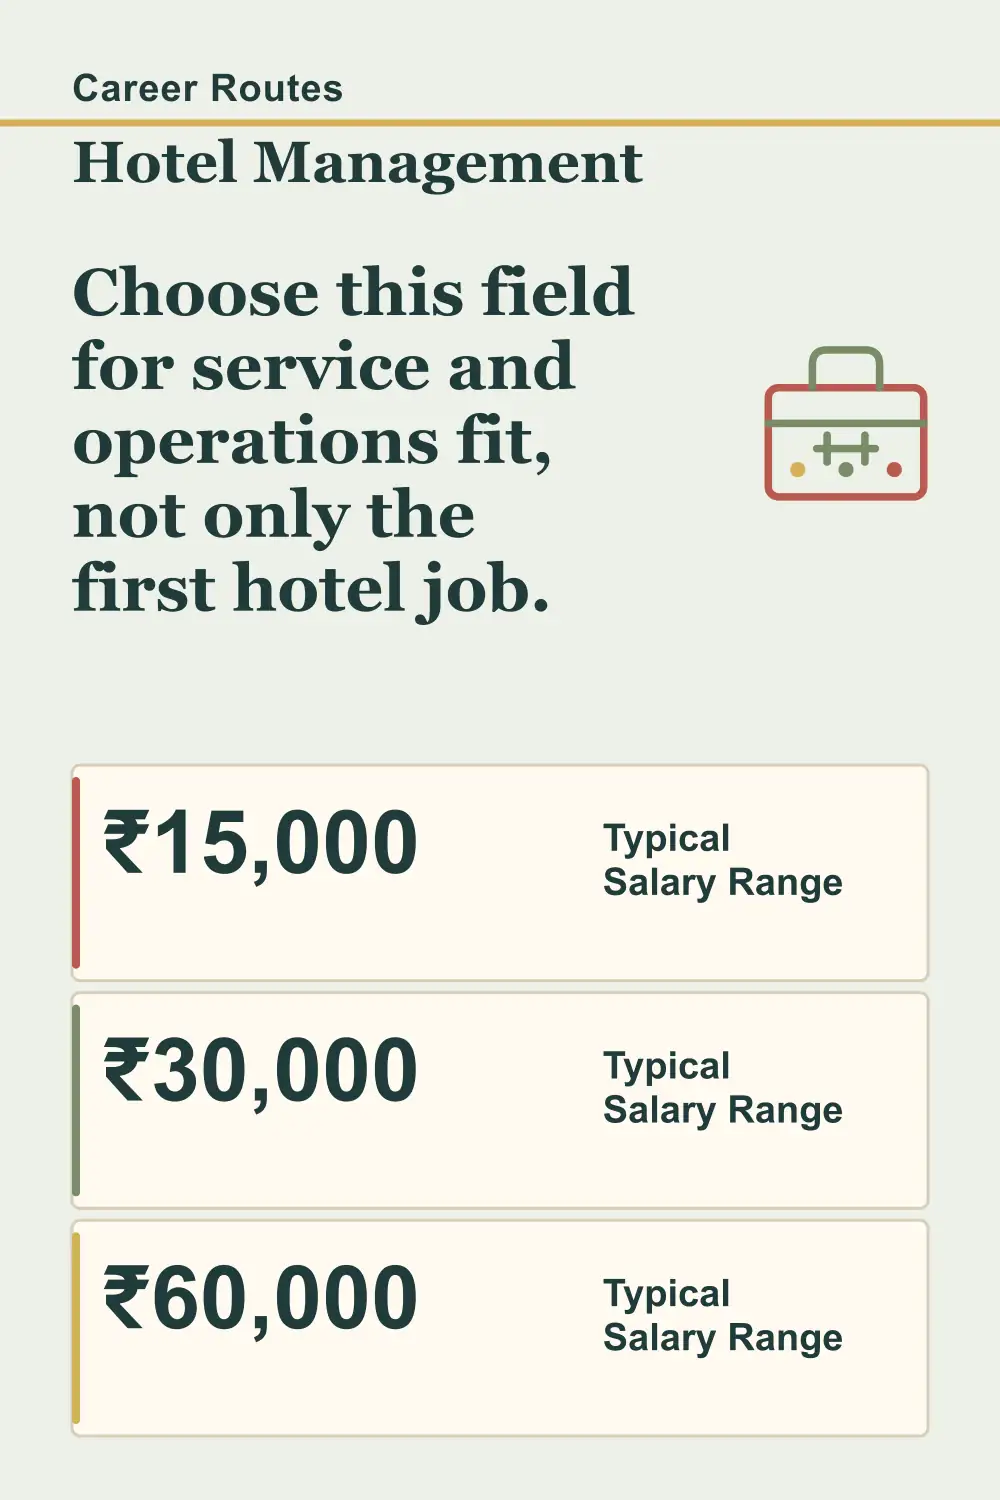 Career Routes
Hotel Management
Choose this field
for service and
operations fit,
not only the
first hotel job.
₹15,000
Typical
Salary Range
₹30,000
Typical
Salary Range
₹60,000
Typical
Salary Range